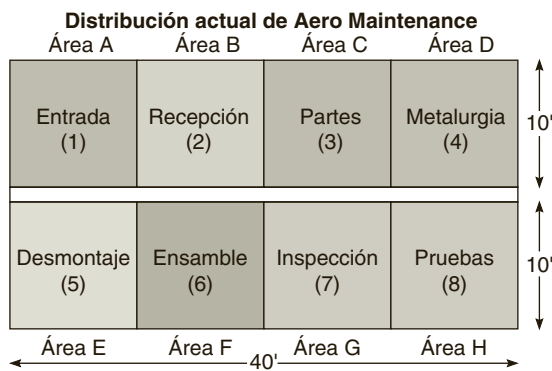 Distribución actual de Aero Maintenance
Área A Área B Área C Área D
Entrada Recepción Partes Metalurgia
(1) (2) (3) (4)
10'
Desmontaje Ensamble Inspección Pruebas
(5) (6) (7) (8)
10'
Área E Área F Área G Área H
40'